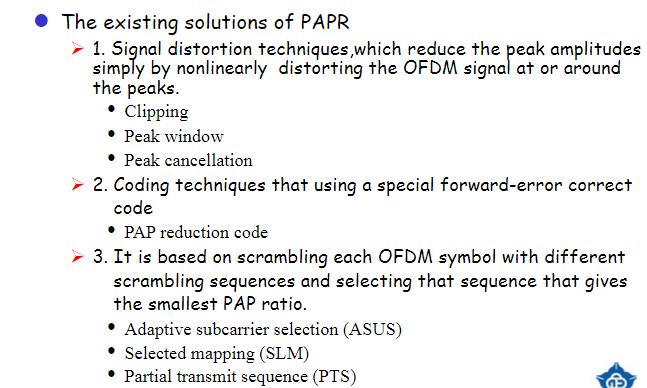 The existing solutions of PAPR
1. Signal distortion techniques,which reduce the peak amplitudes
simply by nonlinearly distorting the OFDM signal at or around
the peaks.
Clipping
Peak window
Peak cancellation
2. Coding techniques that using a special forward-error correct
code
PAP reduction code
3. It is based on scrambling each OFDM symbol with different
scrambling sequences and selecting that sequence that gives
the smallest PAP ratio.
Adaptive subcarrier selection (ASUS)
Selected mapping (SLM)
Partial transmit sequence (PTS)